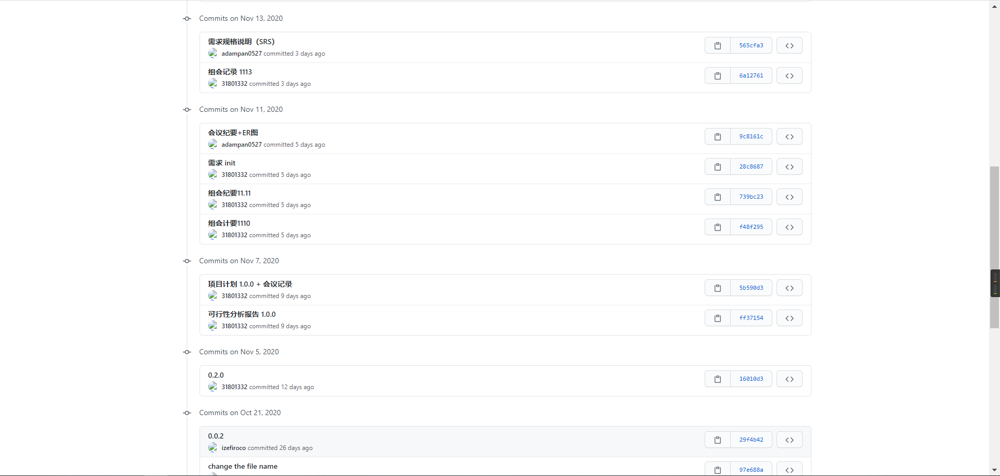 Commits on Nov 13, 2020
需求规格说明（SRS）
565cfa3
adampan0527 committed 3 days ago
组会记录 1113
6a12761
31801332 committed 3 days ago
Commits on Nov 11, 2020
会议纪要+ER图
9c8161c
adampan0527 committed 5 days ago
需求 init
28c8687
31801332 committed 5 days ago
组会纪要11.11
739bc23
31801332 committed 5 days ago
组会计要1110
f48f295
31801332 committed 5 days ago
Commits on Nov 7, 2020
项目计划 1.0.0 + 会议记录
5b590d3
31801332 committed 9 days ago
可行性分析报告 1.0.0
ff37154
31801332 committed 9 days ago
Commits on Nov 5, 2020
0.2.0
16010d3
31801332 committed 12 days ago
Commits on Oct 21, 2020
0.0.2
29f4b42
izefiroco committed 26 days ago
change the file name
97e688a